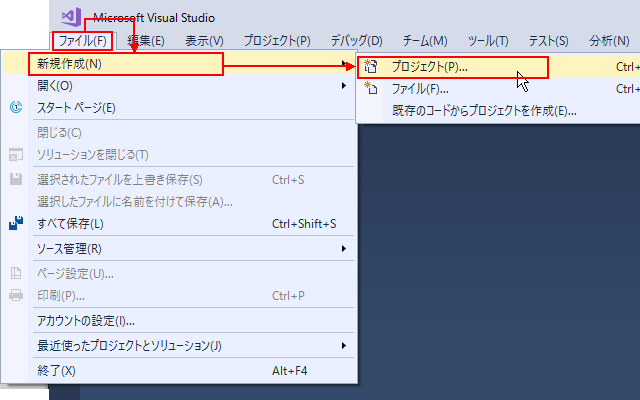 Microsoft Visual Studio
ファイル(F) 編集(E) 表示(V) プロジェクト(P) デバッグ(D) チーム(M) ツール(T) テスト(S) 分析(N)
新規作成(N)
開く(O)
スタート ページ(E)
閉じる(C)
ソリューションを閉じる(T)
選択されたファイルを上書き保存(S) Ctrl+S
選択したファイルに名前を付けて保存(A)...
すべて保存(L) Ctrl+Shift+S
ソース管理(R)
ページ設定(U)...
印刷(P)... Ctrl+P
アカウントの設定(I)...
最近使ったプロジェクトとソリューション(J)
終了(X) Alt+F4
プロジェクト(P)... Ctrl+
ファイル(F)... Ctrl+
既存のコードからプロジェクトを作成(E)...